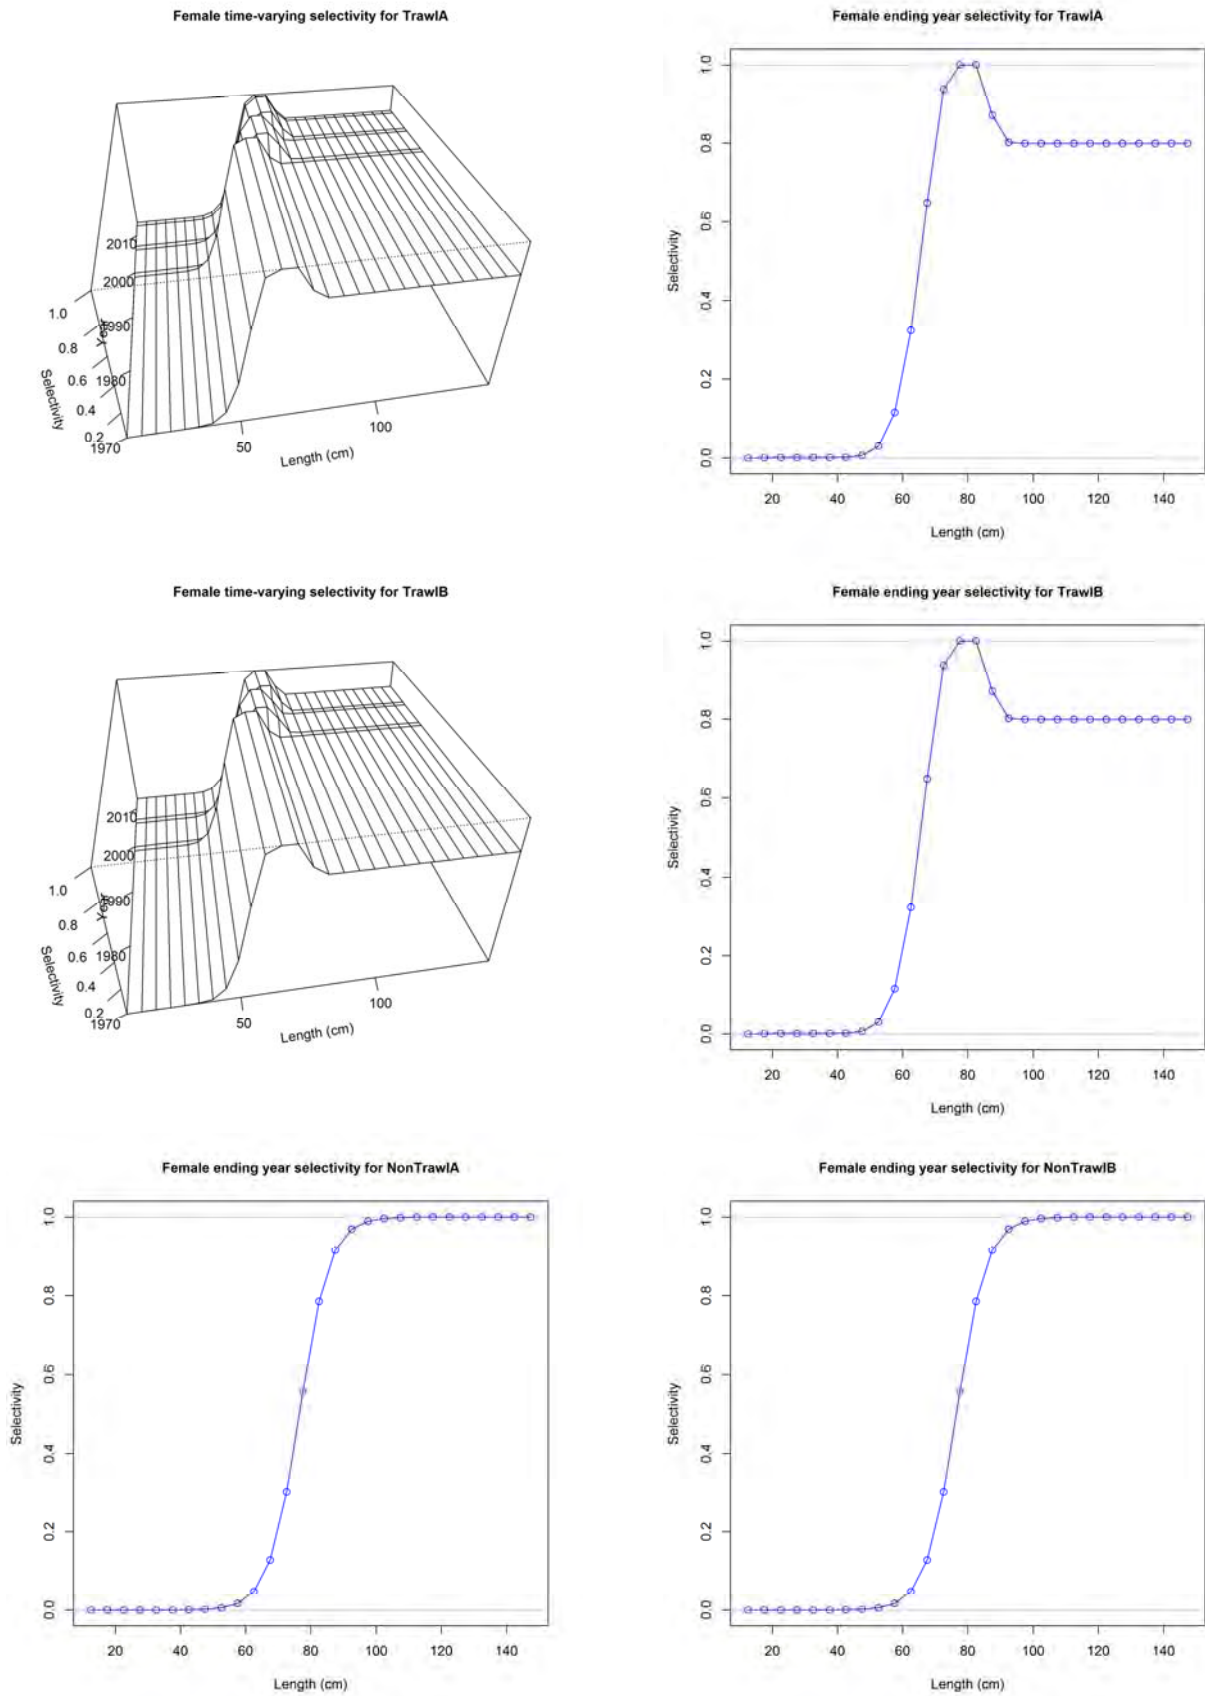 Female time-varying selectivity for TrawlA
2010
2000
1990
1980
1970
Year
1.0
0.8
0.6
0.4
0.2
Selectivity
50
100
Length (cm)
Female ending year selectivity for TrawlA
1.0
0.8
0.6
0.4
0.2
0.0
Selectivity
20 40 60 80 100 120 140
Length (cm)
Female time-varying selectivity for TrawlB
2010
2000
1990
1980
1970
Year
1.0
0.8
0.6
0.4
0.2
Selectivity
50
100
Length (cm)
Female ending year selectivity for TrawlB
1.0
0.8
0.6
0.4
0.2
0.0
Selectivity
20 40 60 80 100 120 140
Length (cm)
Female ending year selectivity for NonTrawlA
1.0
0.8
0.6
0.4
0.2
0.0
Selectivity
20 40 60 80 100 120 140
Length (cm)
Female ending year selectivity for NonTrawlB
1.0
0.8
0.6
0.4
0.2
0.0
Selectivity
20 40 60 80 100 120 140
Length (cm)